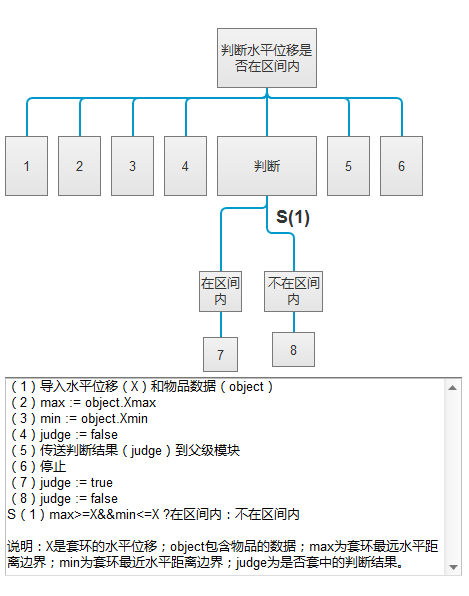 判断水平位移是
否在区间内
1
2
3
4
判断
5
6
S(1)
在区间
内
不在区间
内
7
8
（1）导入水平位移（X）和物品数据（object）
（2）max := object.Xmax
（3）min := object.Xmin
（4）judge := false
（5）传送判断结果（judge）到父级模块
（6）停止
（7）judge := true
（8）judge := false
S（1）max>=X&&min<=X ?在区间内：不在区间内
说明：X是套环的水平位移；object包含物品的数据；max为套环最远水平距
离边界；min为套环最近水平距离边界；judge为是否套中的判断结果。